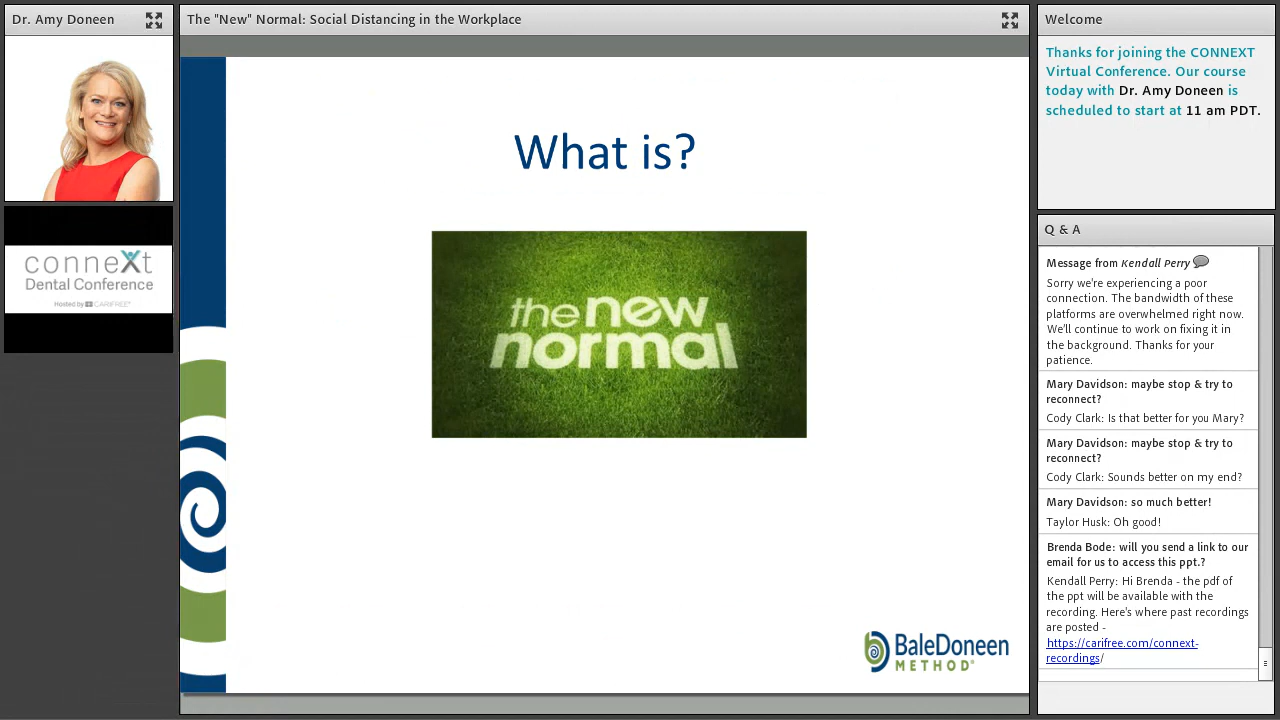 Dr. Amy Doneen
The "New" Normal: Social Distancing in the Workplace
Welcome
Thanks for joining the CONNEXT
Virtual Conference. Our course
today with Dr. Amy Doneen is
scheduled to start at 11 am PDT.
conneXt
Dental Conference
Hosted by CARIFREE®
What is?
the new
normal
BaleDoneen
METHOD®
Q & A
Message from Kendall Perry
Sorry we're experiencing a poor
connection. The bandwidth of these
platforms are overwhelmed right now.
We'll continue to work on fixing it in
the background. Thanks for your
patience.
Mary Davidson: maybe stop & try to
reconnect?
Cody Clark: Is that better for you Mary?
Mary Davidson: maybe stop & try to
reconnect?
Cody Clark: Sounds better on my end?
Mary Davidson: so much better!
Taylor Husk: Oh good!
Brenda Bode: will you send a link to our
email for us to access this ppt.?
Kendall Perry: Hi Brenda - the pdf of
the ppt will be available with the
recording. Here's where past recordings
are posted -
https://carifree.com/connext-
recordings/